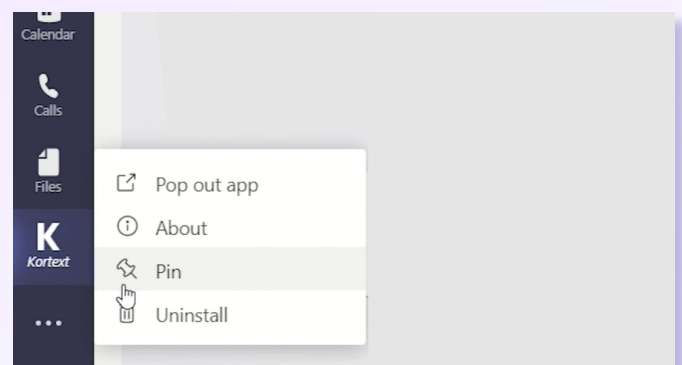 Calendar
Calls
Files
K
Kortext
Pop out app
About
Pin
Uninstall